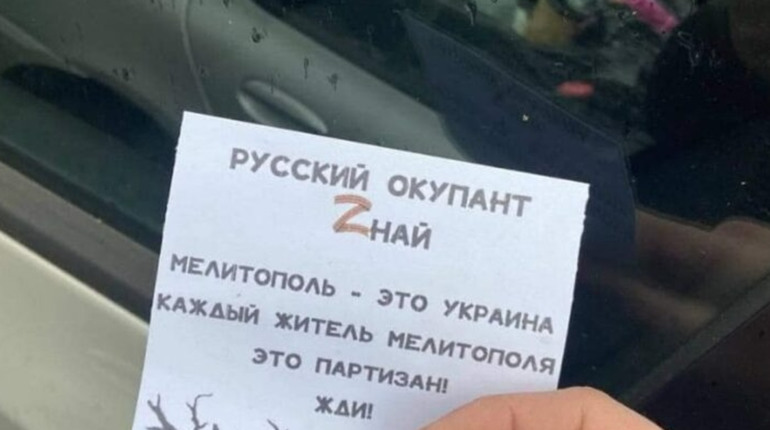 РУССКИЙ ОКУПАНТ
ZНАЙ
МЕЛИТОПОЛЬ - ЭТО УКРАИНА
КАЖДЫЙ ЖИТЕЛЬ МЕЛИТОПОЛЯ
ЭТО ПАРТИЗАН!
ЖДИ!